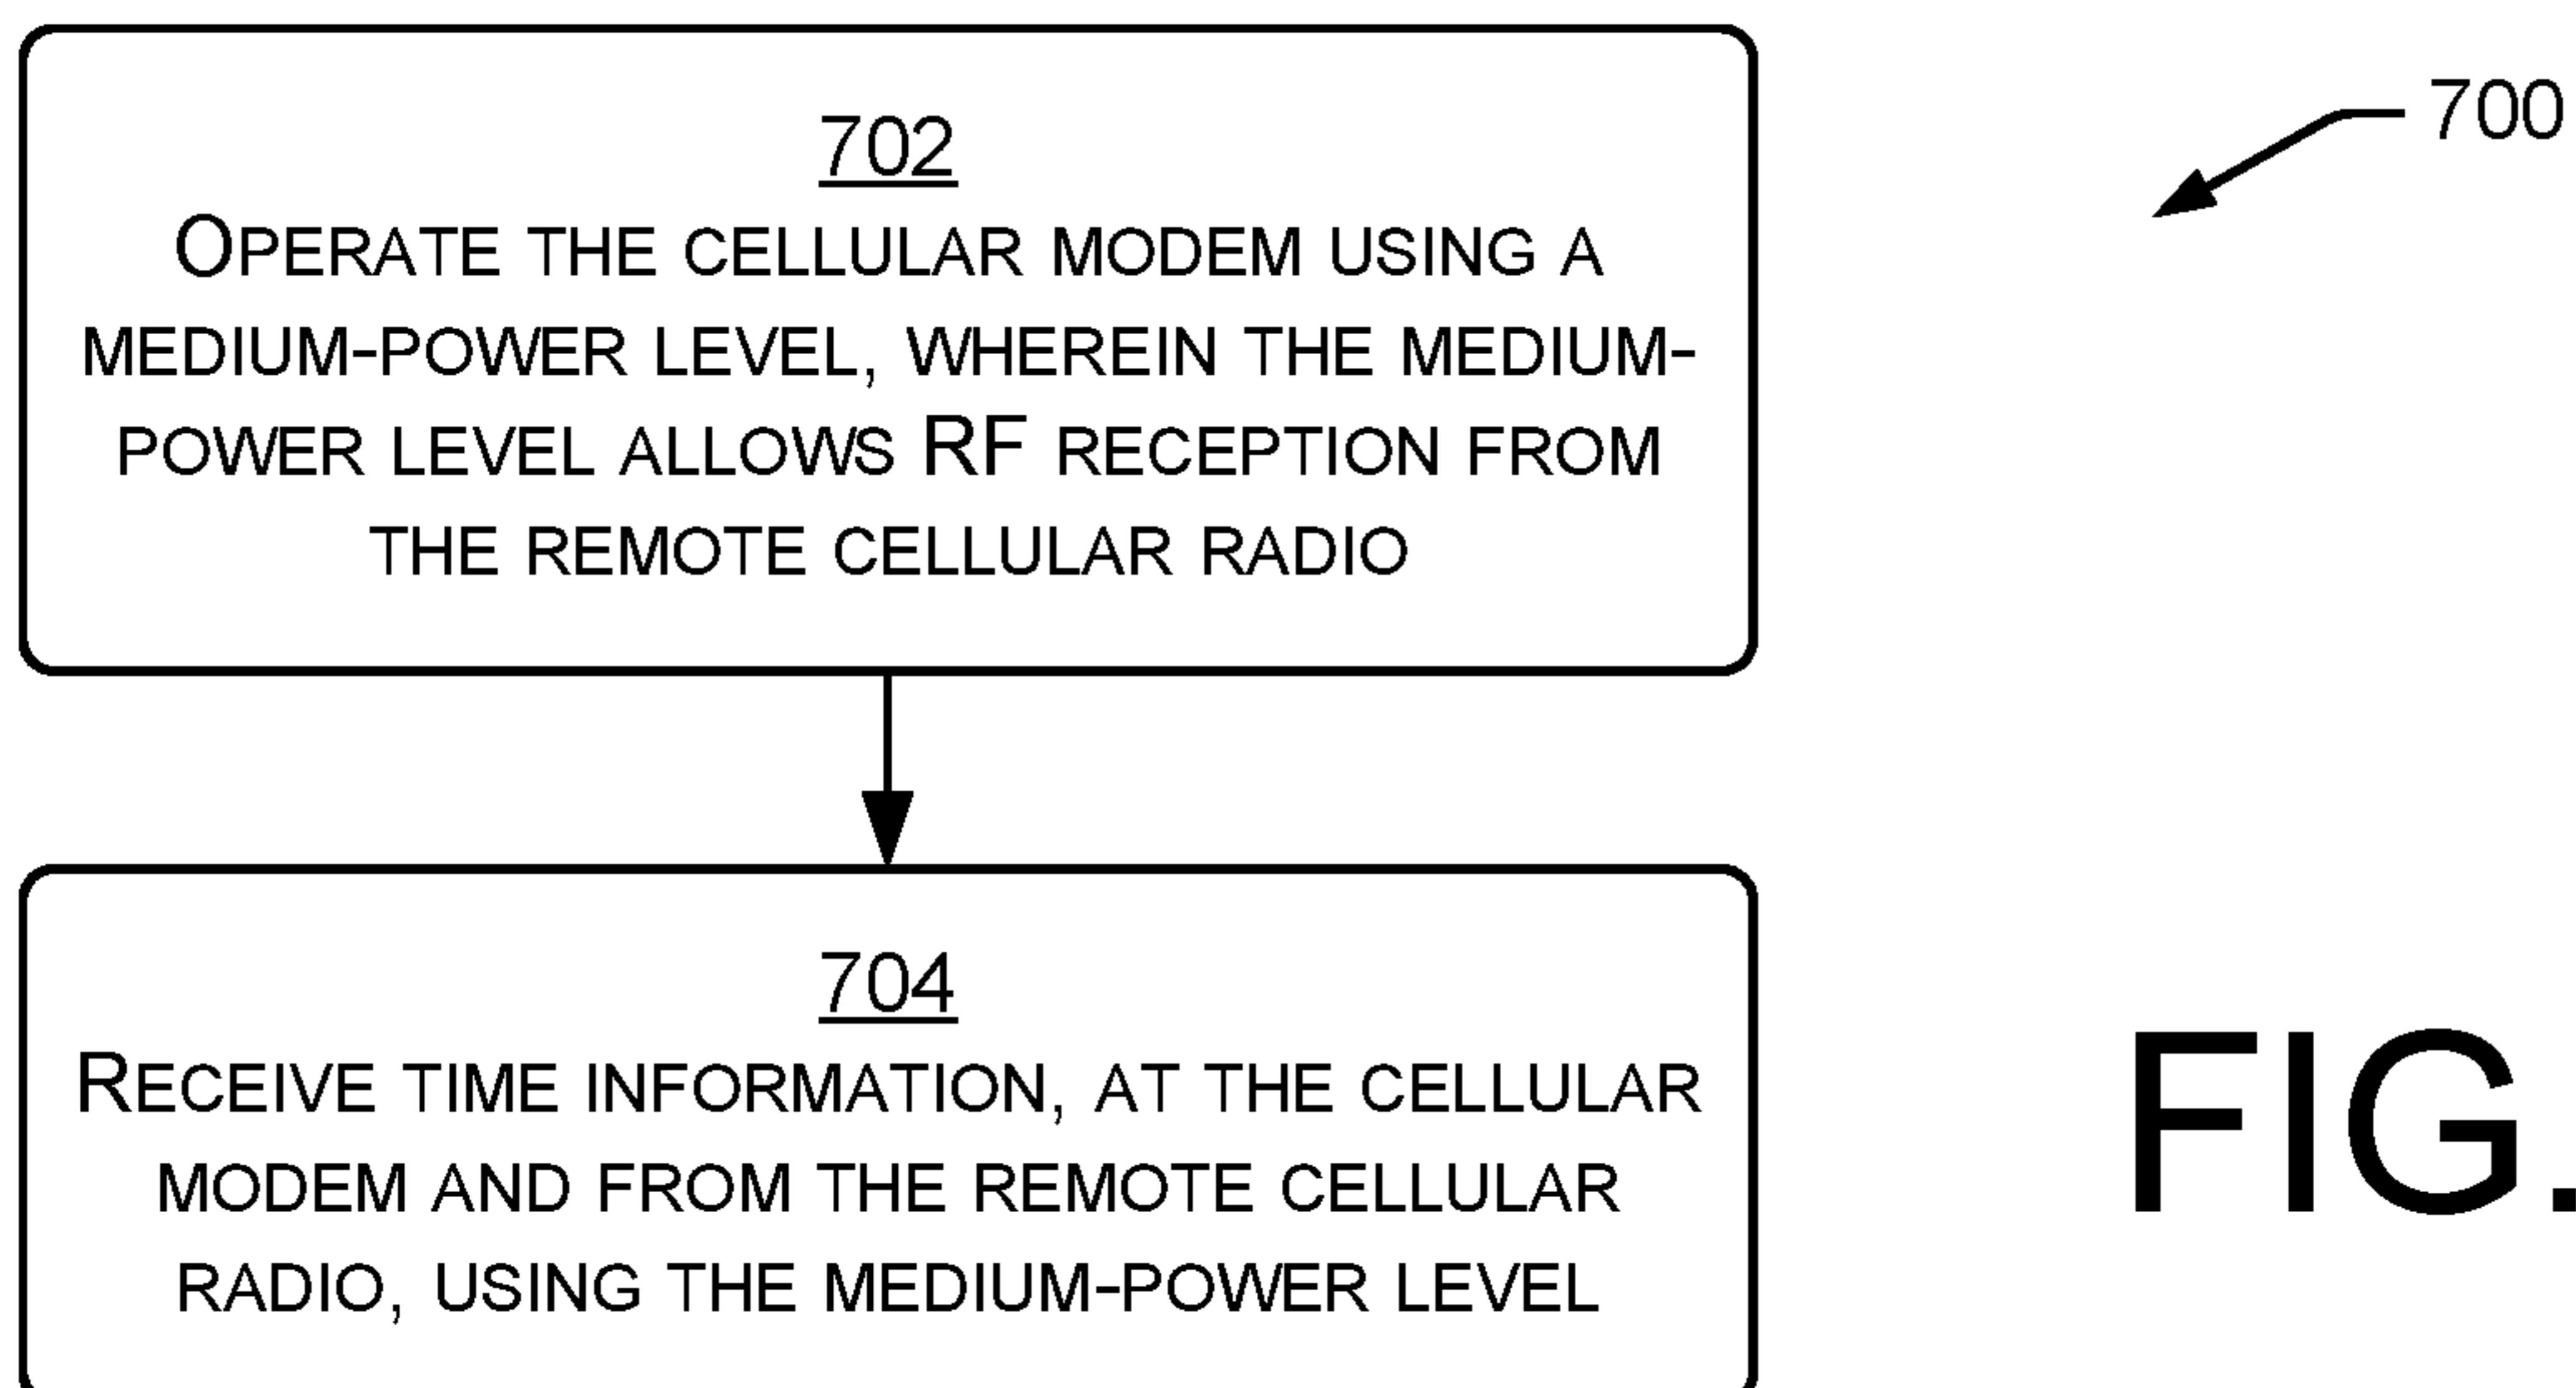 702
OPERATE THE CELLULAR MODEM USING A
MEDIUM-POWER LEVEL, WHEREIN THE MEDIUM-
POWER LEVEL ALLOWS RF RECEPTION FROM
THE REMOTE CELLULAR RADIO
700
704
RECEIVE TIME INFORMATION, AT THE CELLULAR
MODEM AND FROM THE REMOTE CELLULAR
RADIO, USING THE MEDIUM-POWER LEVEL
FIG.